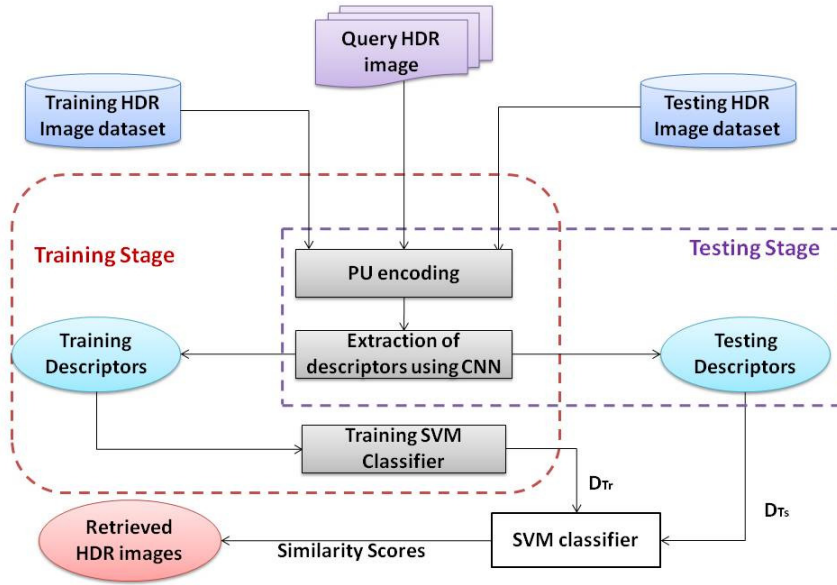 Query HDR
image
Training HDR
Image dataset
Testing HDR
Image dataset
Training Stage
Testing Stage
PU encoding
Training
Descriptors
Extraction of
descriptors using CNN
Testing
Descriptors
Training SVM
Classifier
DTr
DTs
Retrieved
HDR images
Similarity Scores
SVM classifier